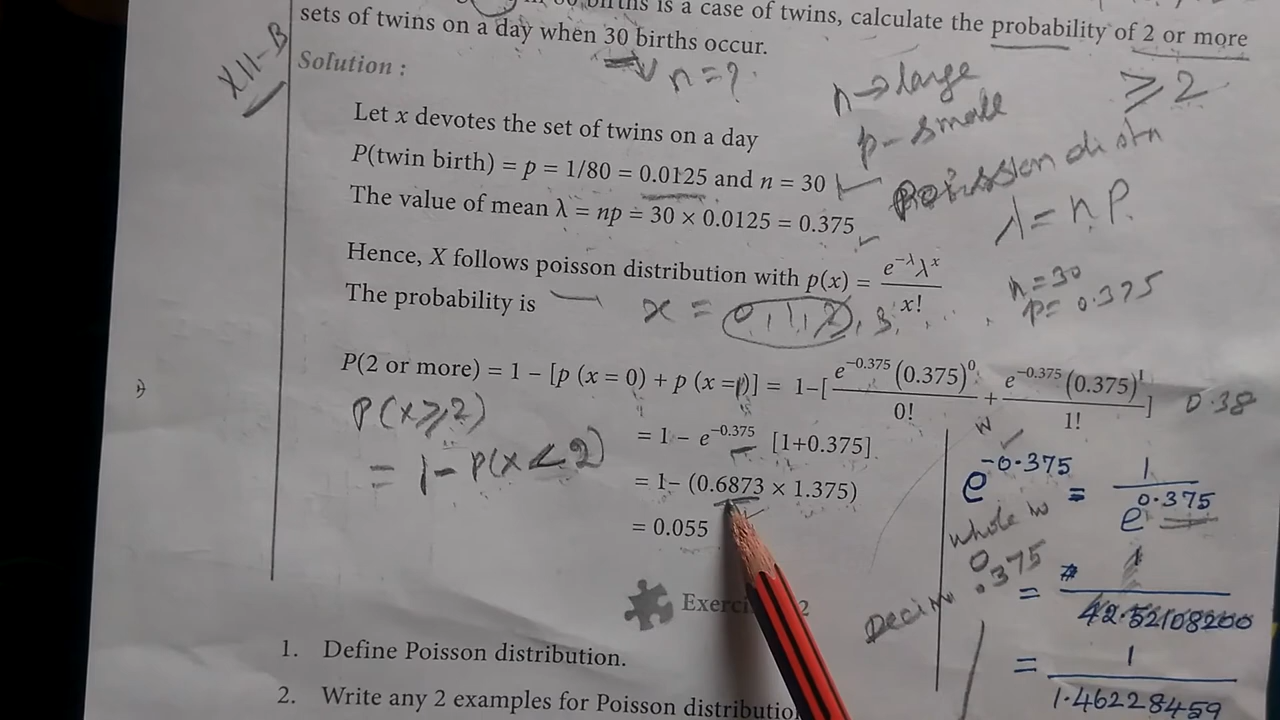 births is a case of twins, calculate the probability of 2 or more
sets of twins on a day when 30 births occur.
XII-B
Solution :
n = ?
n → large
p - small
≥ 2
Let x devotes the set of twins on a day
P(twin birth) = p = 1/80 = 0.0125 and n = 30
Poission distn
The value of mean λ = np = 30 × 0.0125 = 0.375
λ = n P.
Hence, X follows poisson distribution with p(x) = e^{-λ} λ^x / x!
n = 30
p = 0.375
The probability is
x = 0, 1, 2, 3, ....
P(2 or more) = 1 − [p (x = 0) + p (x = 1)] = 1−[ e^{-0.375} (0.375)^0 / 0! + e^{-0.375} (0.375)^1 / 1! ]
0.38
P(x ≥ 2)
= 1 − e^{-0.375} [1+0.375]
= 1 - P(x < 2)
= 1− (0.6873 × 1.375)
= 0.055
e^{-0.375} = 1 / e^{0.375}
whole w
0
.375
= 1 / 42.52108200
= 1 / 1.46228459
1. Define Poisson distribution.
2. Write any 2 examples for Poisson